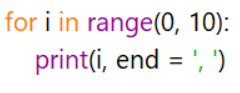 for i in range(0, 10):
    print(i, end = ', ')